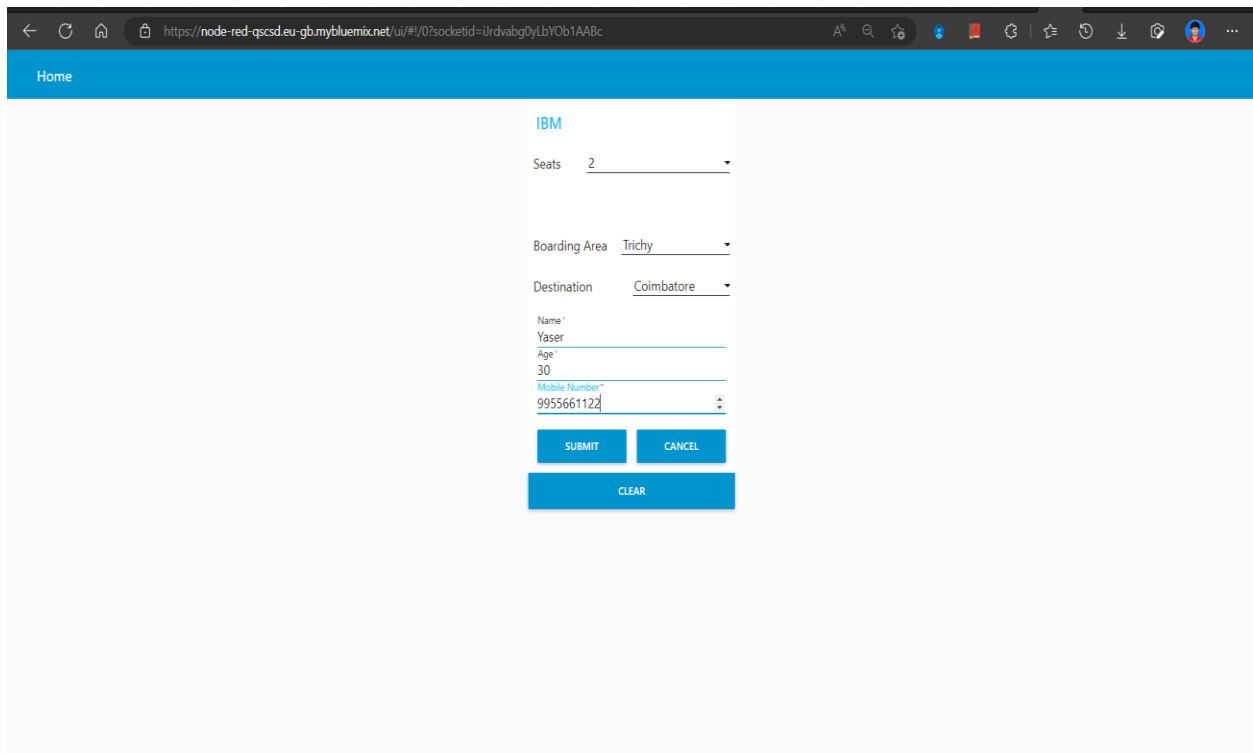 https://node-red-qscsd.eu-gb.mybluemix.net/ui/#!/0?socketid=iJrdvabg0yLbYOb1AABc
Home
IBM
Seats 2
Boarding Area Trichy
Destination Coimbatore
Name*
Yaser
Age*
30
Mobile Number*
9955661122
SUBMIT CANCEL
CLEAR